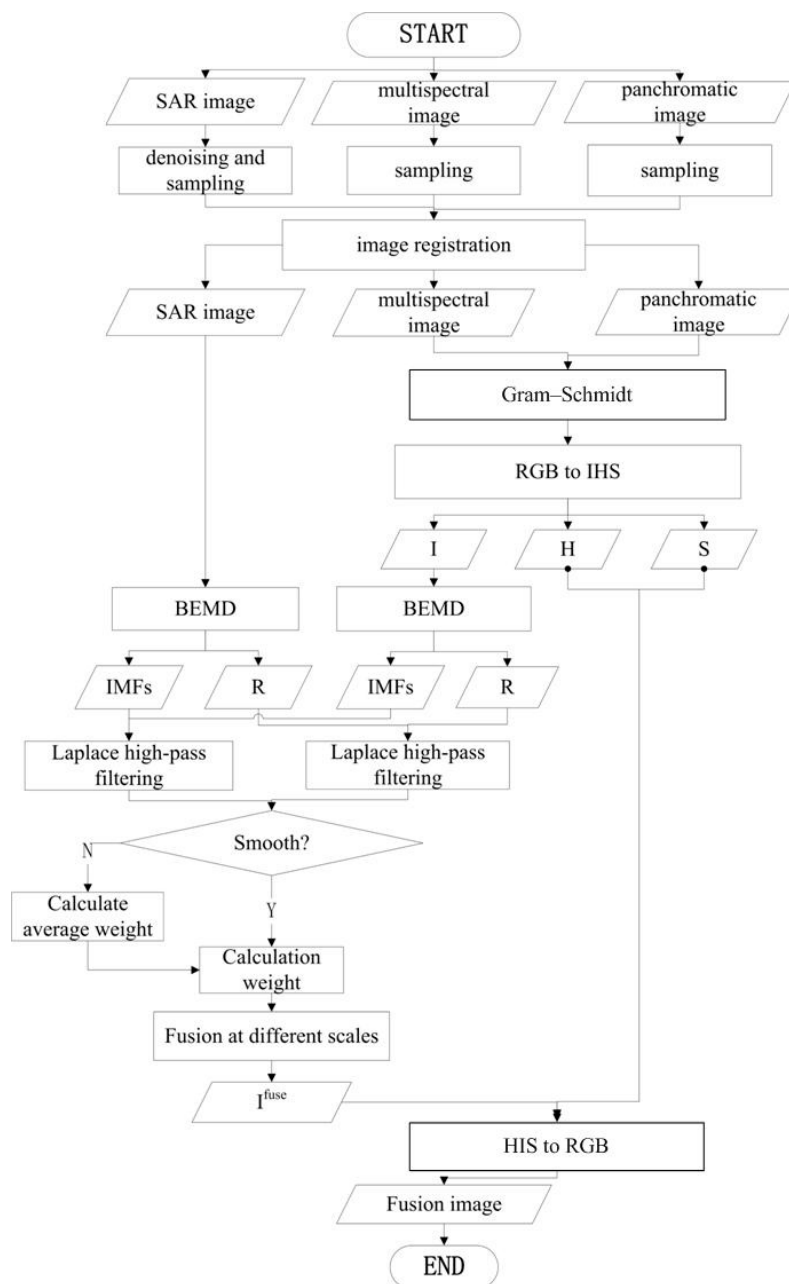 START
SAR image
multispectral
image
panchromatic
image
denoising and
sampling
sampling
sampling
image registration
SAR image
multispectral
image
panchromatic
image
Gram–Schmidt
RGB to IHS
I
H
S
BEMD
BEMD
IMFs
R
IMFs
R
Laplace high-pass
filtering
Laplace high-pass
filtering
Smooth?
N
Y
Calculate
average weight
Calculation
weight
Fusion at different scales
I^fuse
HIS to RGB
Fusion image
END